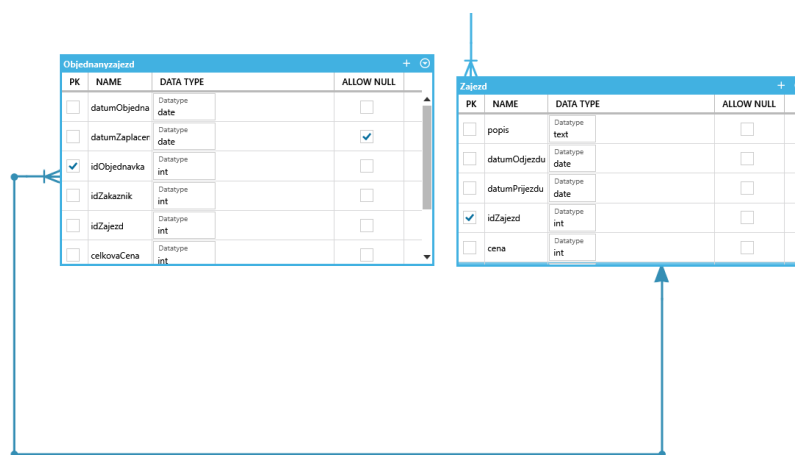 Objednanyzajezd
PK NAME DATA TYPE ALLOW NULL
datumObjedna Datatype date
datumZaplacer Datatype date
idObjednavka Datatype int
idZakaznik Datatype int
idZajezd Datatype int
celkovaCena Datatype int
Zajezd
PK NAME DATA TYPE ALLOW NULL
popis Datatype text
datumOdjezdu Datatype date
datumPrijezdu Datatype date
idZajezd Datatype int
cena Datatype int